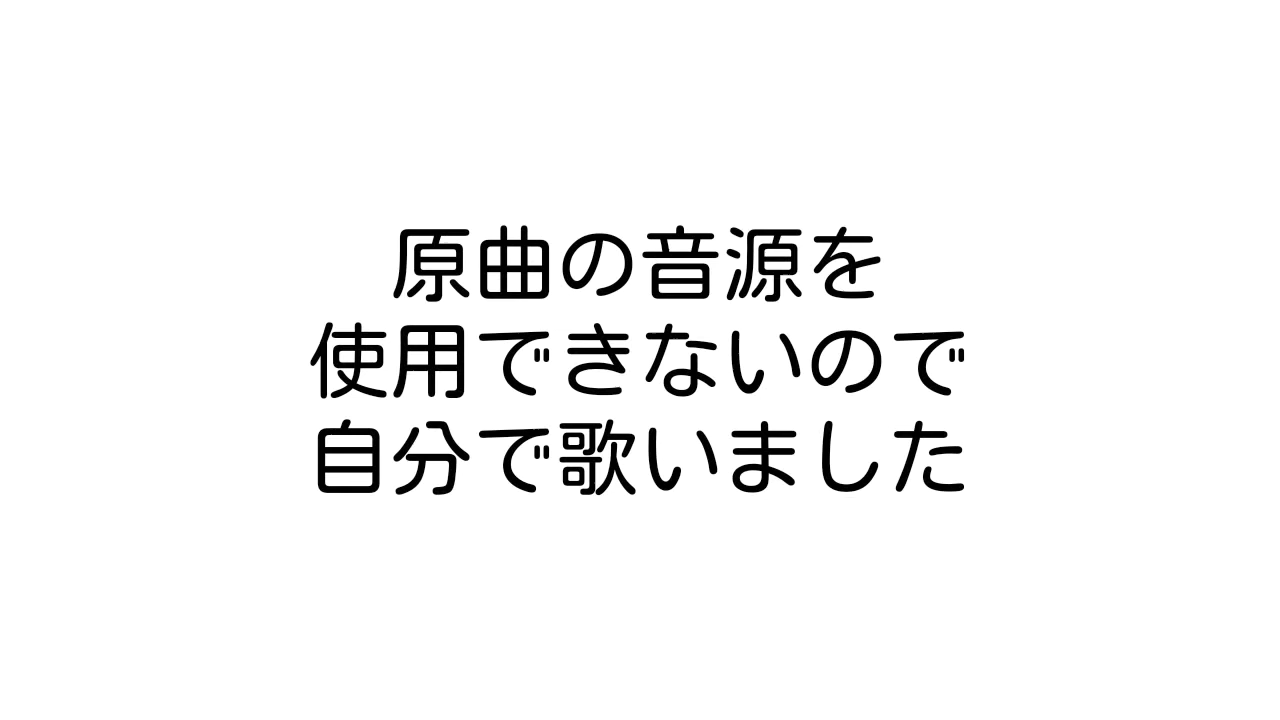 原曲の音源を
使用できないので
自分で歌いました